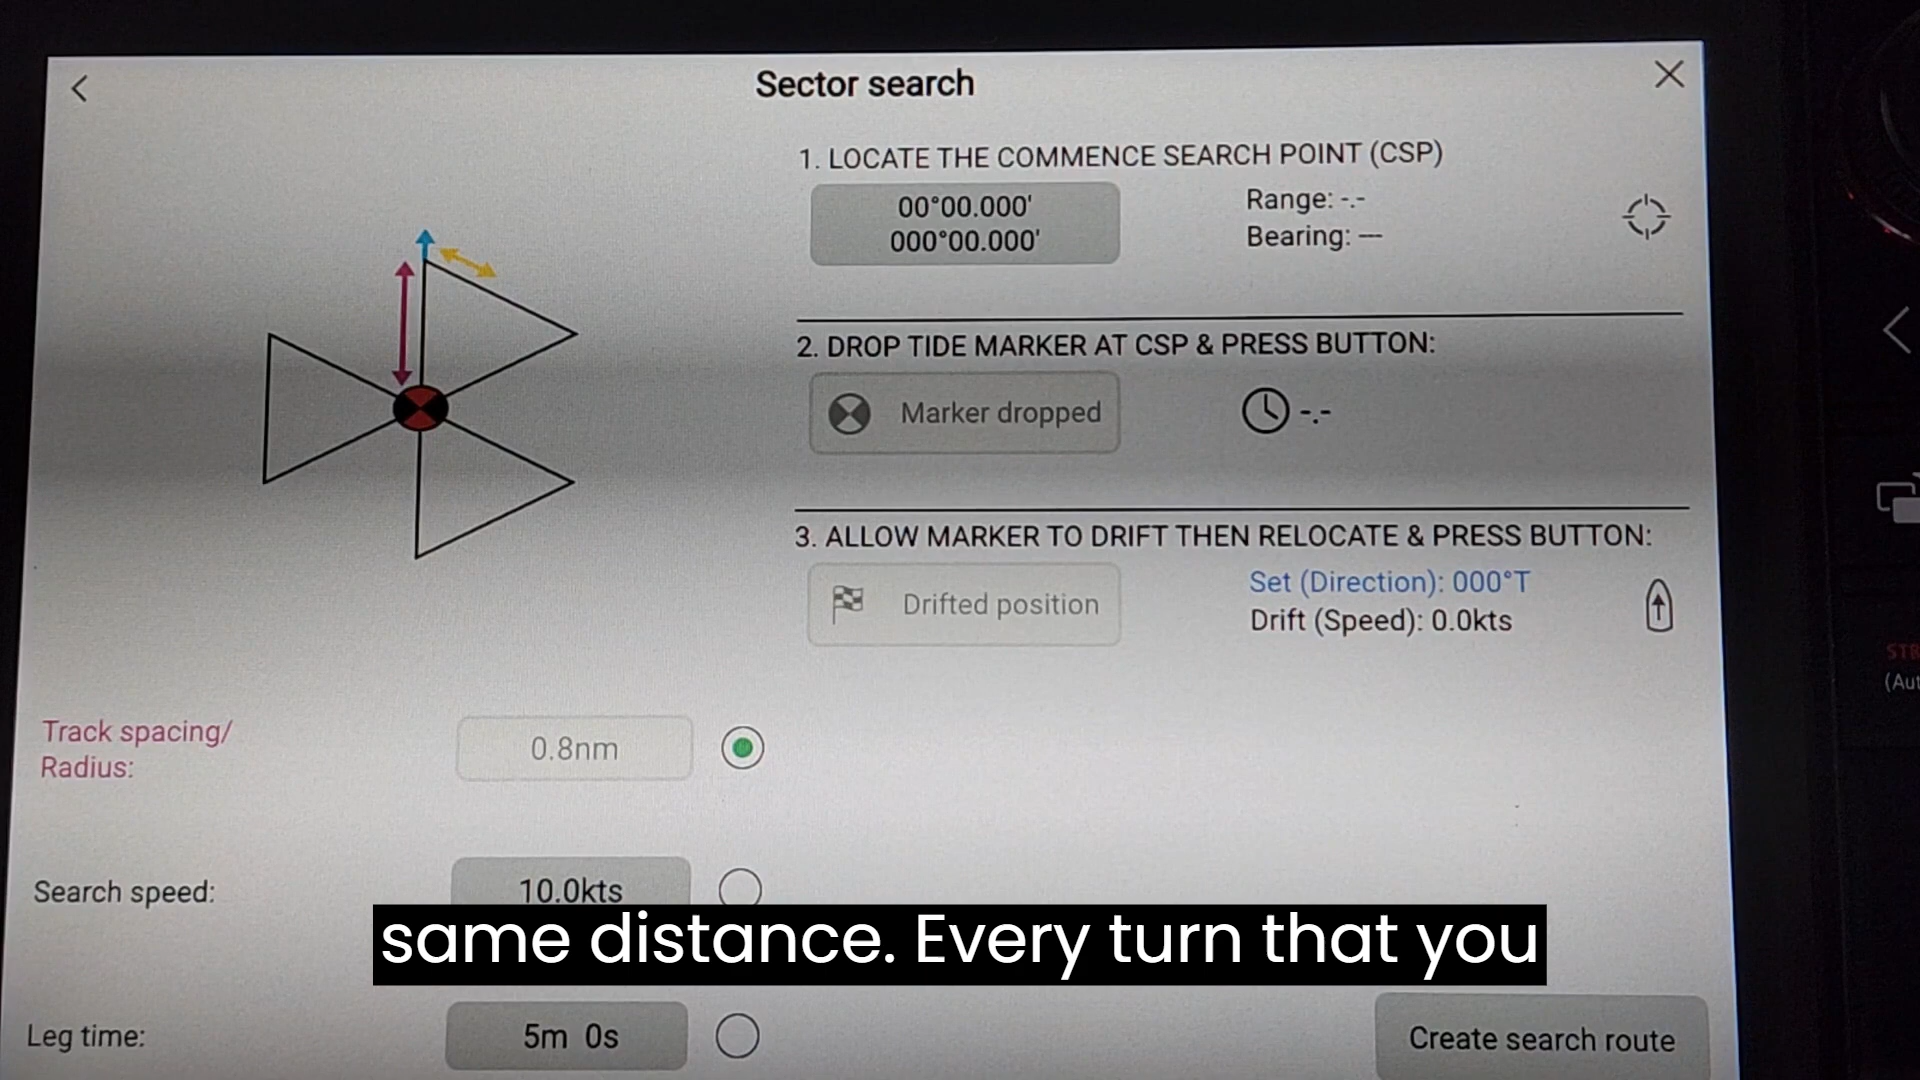 Sector search
1. LOCATE THE COMMENCE SEARCH POINT (CSP)
00°00.000'
000°00.000'
Range: -.-
Bearing: ---
2. DROP TIDE MARKER AT CSP & PRESS BUTTON:
Marker dropped
-.-
3. ALLOW MARKER TO DRIFT THEN RELOCATE & PRESS BUTTON:
Drifted position
Set (Direction): 000°T
Drift (Speed): 0.0kts
Track spacing/
Radius:
0.8nm
Search speed:
10.0kts
same distance. Every turn that you
Leg time:
5m 0s
Create search route
(Aut